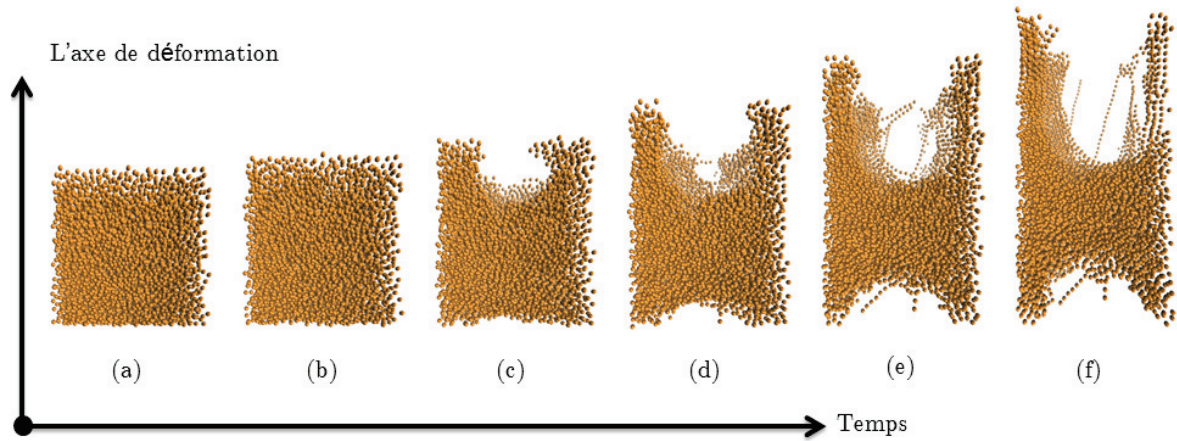 L'axe de déformation
(a)
(b)
(c)
(d)
(e)
(f)
Temps